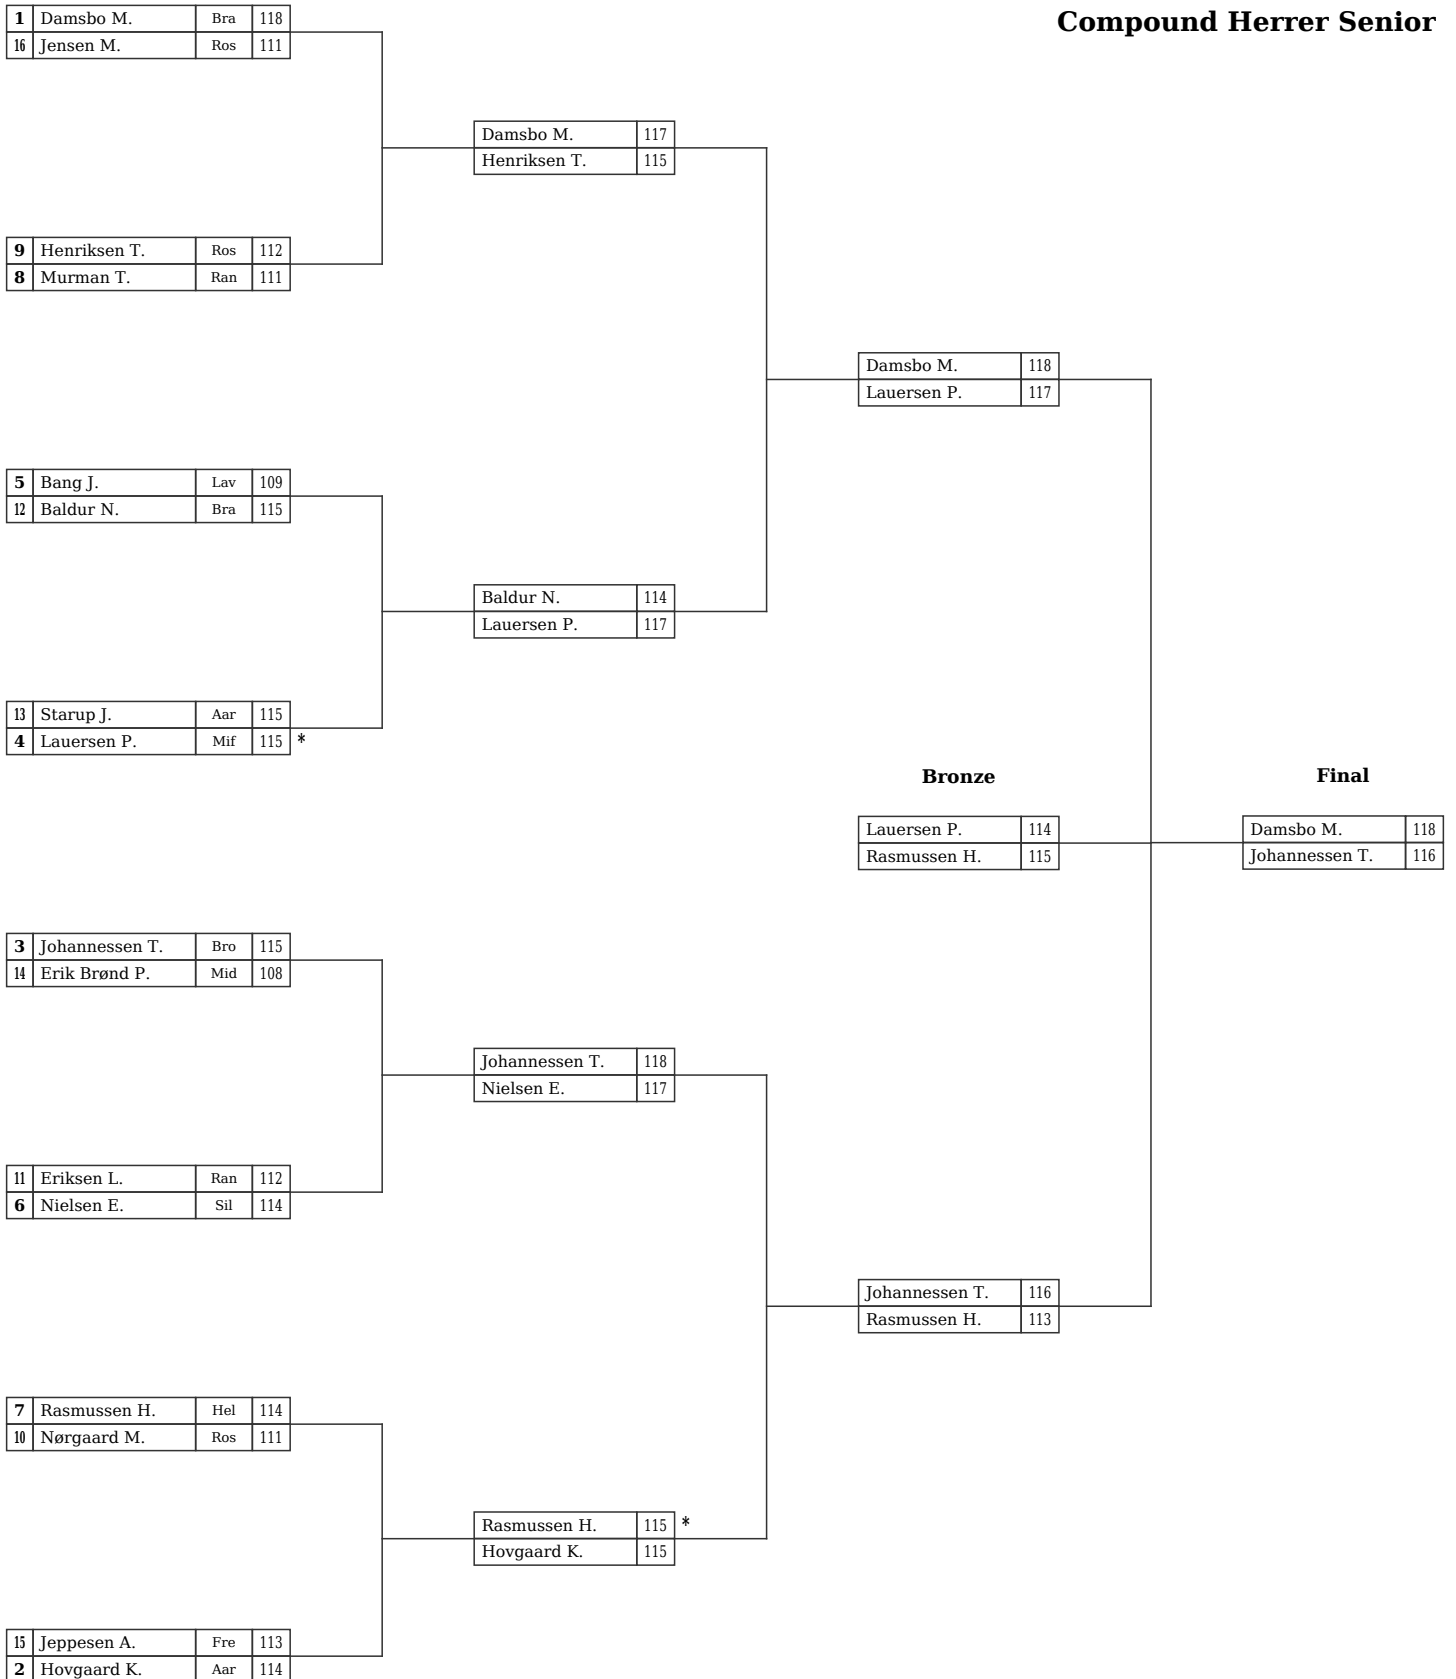 Compound Herrer Senior
1 Damsbo M. Bra 118
16 Jensen M. Ros 111
Damsbo M. 117
Henriksen T. 115
9 Henriksen T. Ros 112
8 Murman T. Ran 111
Damsbo M. 118
Lauersen P. 117
5 Bang J. Lav 109
12 Baldur N. Bra 115
Baldur N. 114
Lauersen P. 117
13 Starup J. Aar 115
4 Lauersen P. Mif 115 *
Bronze
Final
Lauersen P. 114
Rasmussen H. 115
Damsbo M. 118
Johannessen T. 116
3 Johannessen T. Bro 115
14 Erik Brønd P. Mid 108
Johannessen T. 118
Nielsen E. 117
11 Eriksen L. Ran 112
6 Nielsen E. Sil 114
Johannessen T. 116
Rasmussen H. 113
7 Rasmussen H. Hel 114
10 Nørgaard M. Ros 111
Rasmussen H. 115 *
Hovgaard K. 115
15 Jeppesen A. Fre 113
2 Hovgaard K. Aar 114